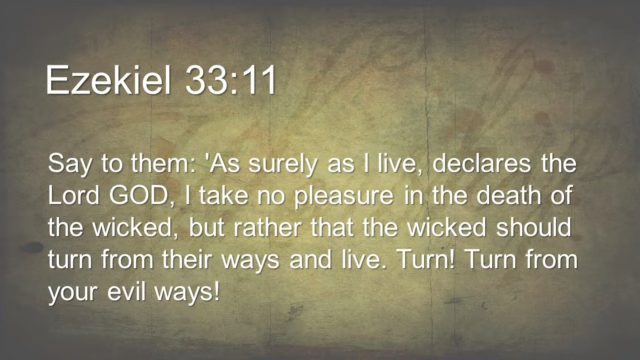 Ezekiel 33:11
Say to them: 'As surely as I live, declares the
Lord GOD, I take no pleasure in the death of
the wicked, but rather that the wicked should
turn from their ways and live. Turn! Turn from
your evil ways!